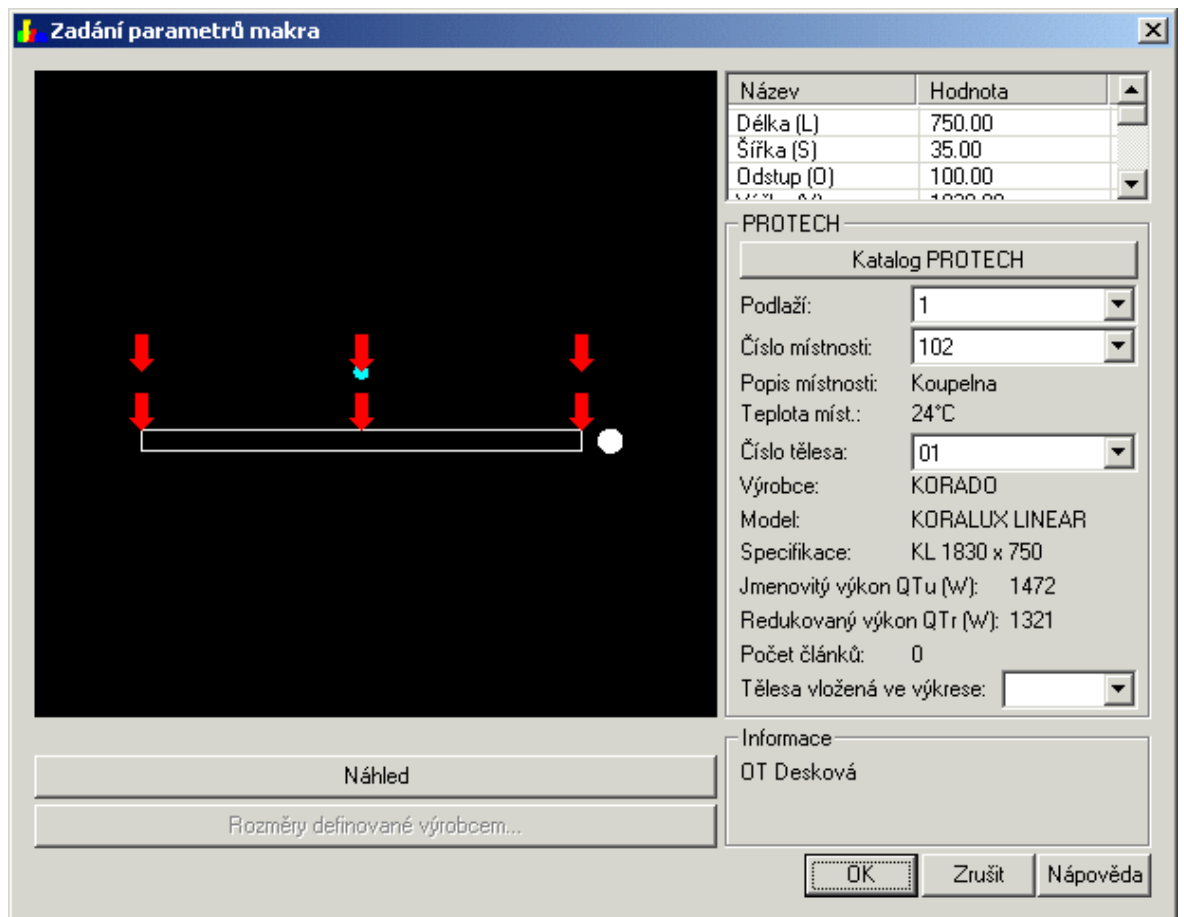 Zadání parametrů makra
Název Hodnota
Délka (L) 750.00
Šířka (S) 35.00
Odstup (O) 100.00
PROTECH
Katalog PROTECH
Podlaží: 1
Číslo místnosti: 102
Popis místnosti: Koupelna
Teplota míst.: 24°C
Číslo tělesa: 01
Výrobce: KORADO
Model: KORALUX LINEAR
Specifikace: KL 1830 x 750
Jmenovitý výkon QTu (W): 1472
Redukovaný výkon QTr (W): 1321
Počet článků: 0
Tělesa vložená ve výkrese:
Informace
OT Desková
Náhled
Rozměry definované výrobcem...
OK Zrušit Nápověda